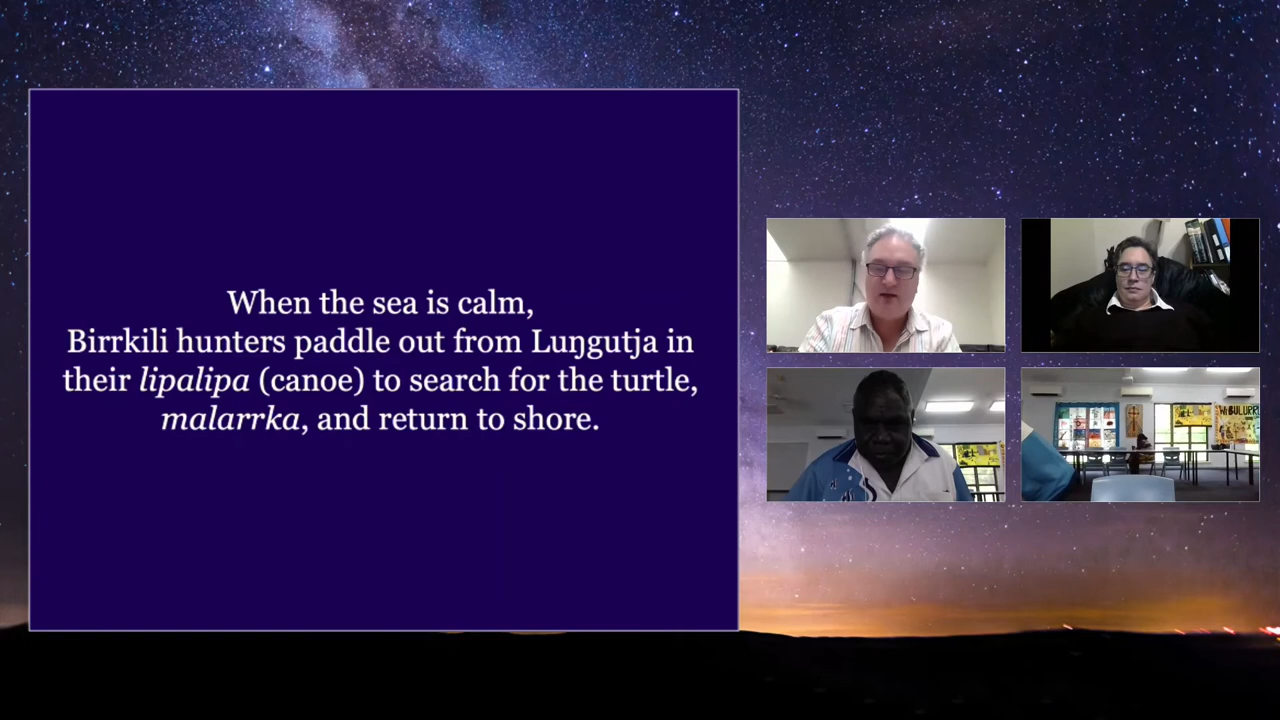 When the sea is calm,
Birrkili hunters paddle out from Luŋgutja in
their lipalipa (canoe) to search for the turtle,
malarrka, and return to shore.